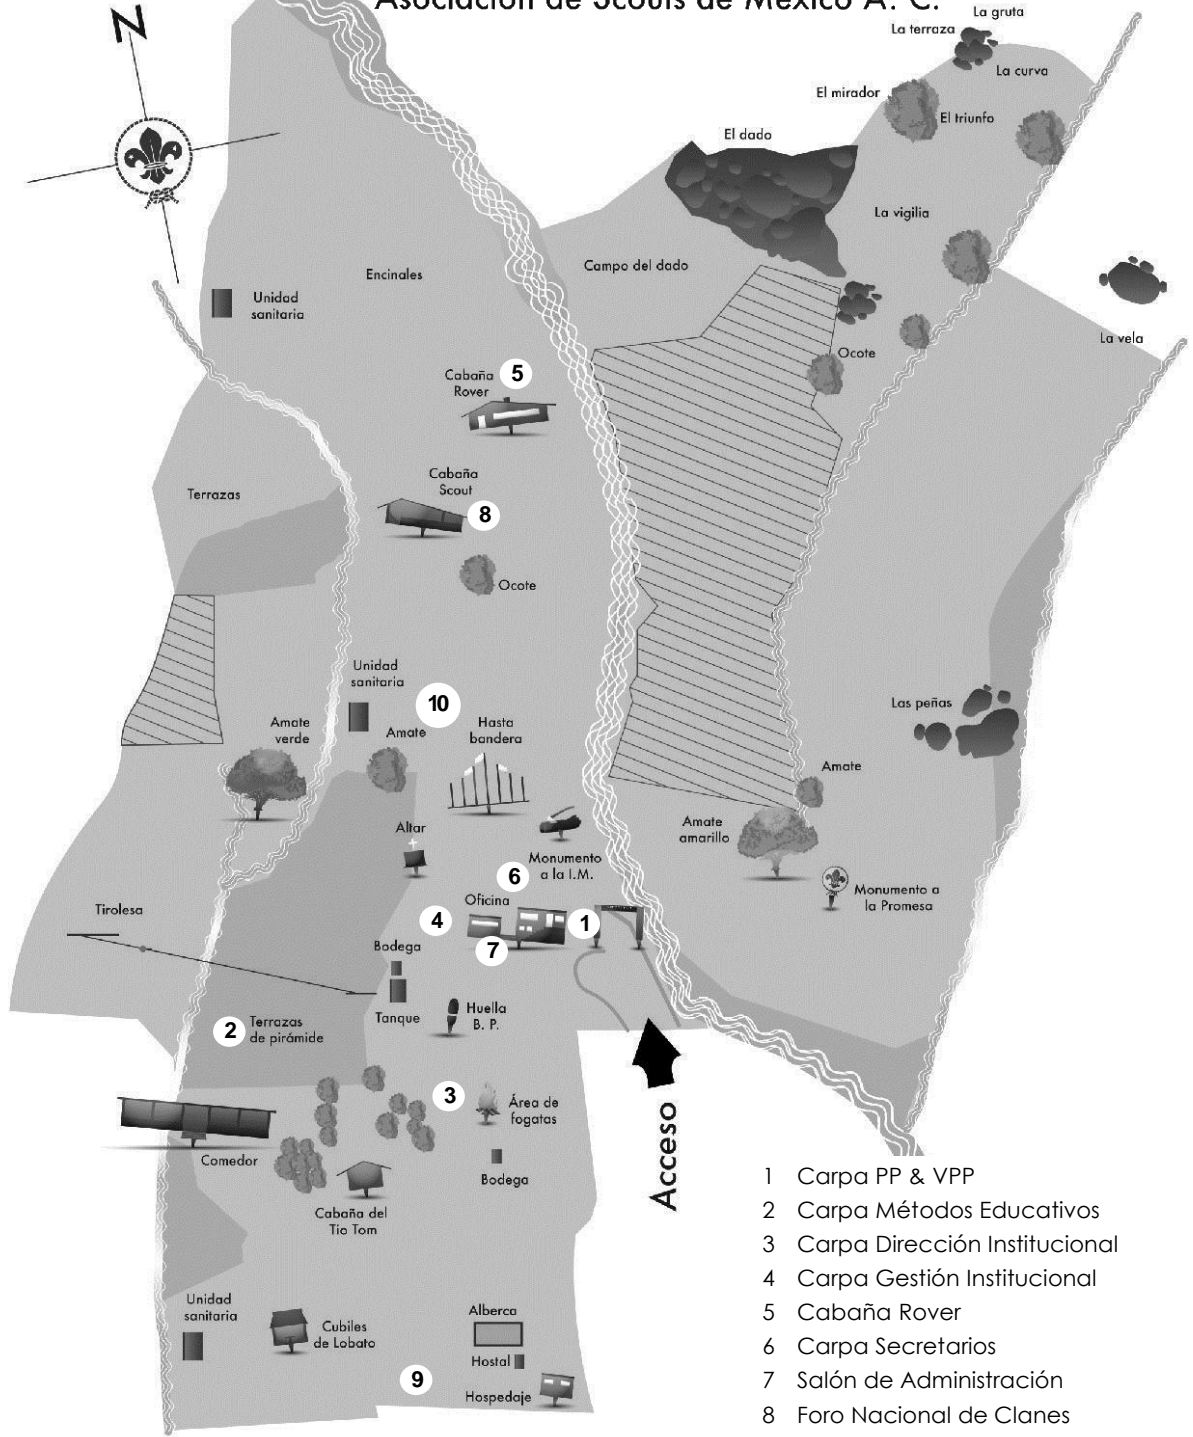 Asociación de Scouts de México A. C.
N
La gruta
La terraza
La curva
El mirador
El triunfo
El dado
La vigilia
Campo del dado
Encinales
Unidad
sanitaria
La vela
Ocote
Cabaña
Rover
5
Cabaña
Scout
8
Terrazas
Ocote
Unidad
sanitaria
10
Las peñas
Amate
verde
Amate
Hasta
bandera
Amate
Amate
amarillo
Altar
Monumento
a la I.M.
6
Monumento a
la Promesa
Oficina
Tirolesa
4
1
7
Bodega
Tanque
Huella
B. P.
2
Terrazas
de pirámide
3
Área de
fogatas
Acceso
Comedor
Bodega
Cabaña del
Tio Tom
Unidad
sanitaria
Cubiles
de Lobato
Alberca
Hostal
9
Hospedaje
1 Carpa PP & VPP
2 Carpa Métodos Educativos
3 Carpa Dirección Institucional
4 Carpa Gestión Institucional
5 Cabaña Rover
6 Carpa Secretarios
7 Salón de Administración
8 Foro Nacional de Clanes